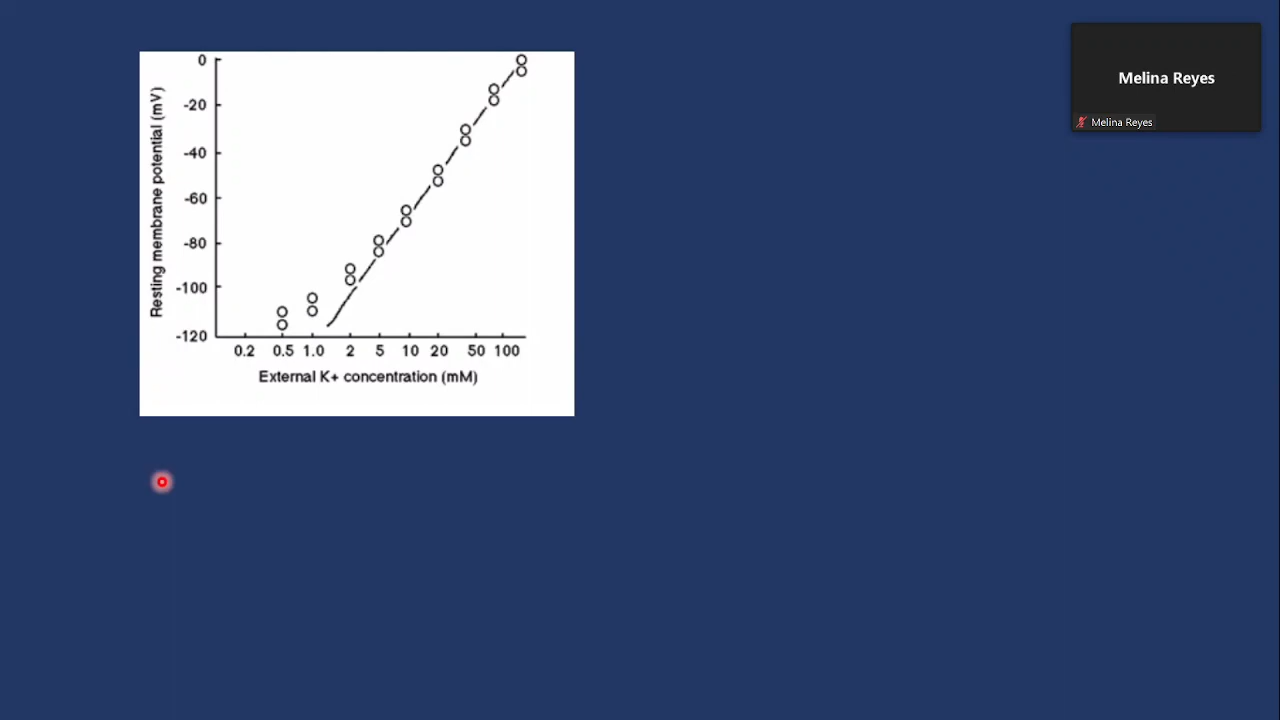 Melina Reyes
Melina Reyes
Resting membrane potential (mV)
0
-20
-40
-60
-80
-100
-120
0.2 0.5 1.0 2 5 10 20 50 100
External K+ concentration (mM)